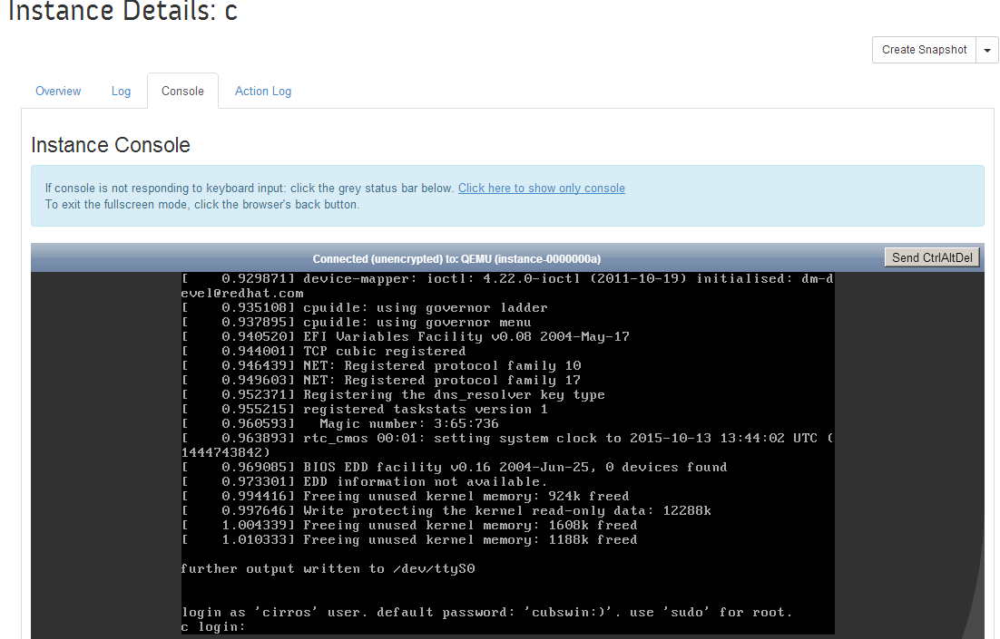 Instance Details: c
Create Snapshot
Overview Log Console Action Log
Instance Console
If console is not responding to keyboard input: click the grey status bar below. Click here to show only console
To exit the fullscreen mode, click the browser's back button.
Connected (unencrypted) to: QEMU (instance-0000000a) Send CtrlAltDel
[    0.929871] device-mapper: ioctl: 4.22.0-ioctl (2011-10-19) initialised: dm-d
evel@redhat.com
[    0.935108] cpuidle: using governor ladder
[    0.937895] cpuidle: using governor menu
[    0.940520] EFI Variables Facility v0.08 2004-May-17
[    0.944001] TCP cubic registered
[    0.946439] NET: Registered protocol family 10
[    0.949603] NET: Registered protocol family 17
[    0.952371] Registering the dns_resolver key type
[    0.955215] registered taskstats version 1
[    0.960593]   Magic number: 3:65:736
[    0.963893] rtc_cmos 00:01: setting system clock to 2015-10-13 13:44:02 UTC (
1444743842)
[    0.969085] BIOS EDD facility v0.16 2004-Jun-25, 0 devices found
[    0.973301] EDD information not available.
[    0.994416] Freeing unused kernel memory: 924k freed
[    0.997646] Write protecting the kernel read-only data: 12288k
[    1.004339] Freeing unused kernel memory: 1608k freed
[    1.010333] Freeing unused kernel memory: 1188k freed
further output written to /dev/ttyS0
login as 'cirros' user. default password: 'cubswin:)'. use 'sudo' for root.
c login: